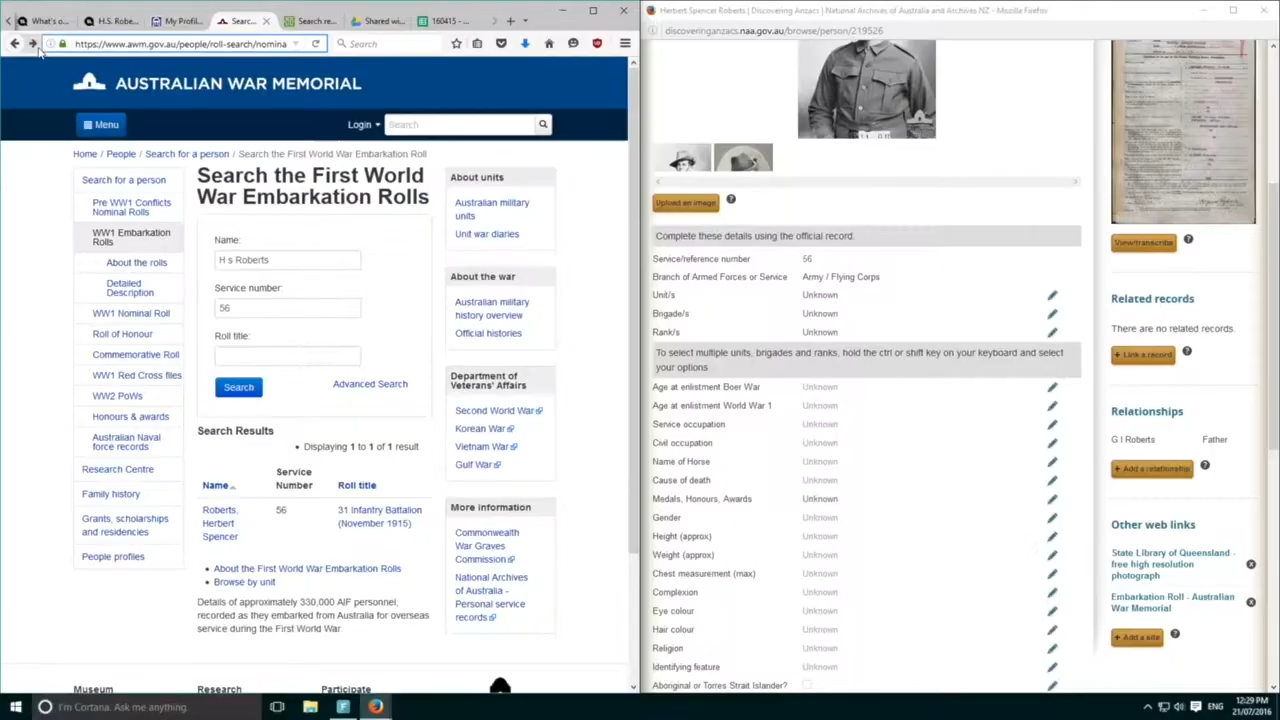 What's o...
H.S. Robe...
My Profil...
Searc...
Search re...
Shared wi...
160415 - ...
https://www.awm.gov.au/people/roll-search/nomina
Search
AUSTRALIAN WAR MEMORIAL
Menu
Login
Search
Home / People / Search for a person / Search the First World War Embarkation Roll
Search for a person
Pre WW1 Conflicts
Nominal Rolls
WW1 Embarkation
Rolls
About the rolls
Detailed
Description
WW1 Nominal Roll
Roll of Honour
Commemorative Roll
WW1 Red Cross files
WW2 PoWs
Honours & awards
Australian Naval
force records
Research Centre
Family history
Grants, scholarships
and residencies
People profiles
Search the First World
War Embarkation Rolls
Name:
H s Roberts
Service number:
56
Roll title:
Search
Advanced Search
Search Results
Displaying 1 to 1 of 1 result
Name
Service
Number
Roll title
Roberts,
Herbert
Spencer
56
31 Infantry Battalion
(November 1915)
About the First World War Embarkation Rolls
Browse by unit
Details of approximately 330,000 AIF personnel,
recorded as they embarked from Australia for overseas
service during the First World War.
About units
Australian military
units
Unit war diaries
About the war
Australian military
history overview
Official histories
Department of
Veterans' Affairs
Second World War
Korean War
Vietnam War
Gulf War
More information
Commonwealth
War Graves
Commission
National Archives
of Australia -
Personal service
records
Museum
Research
Participate
Herbert Spencer Roberts | Discovering Anzacs | National Archives of Australia and Archives NZ - Mozilla Firefox
discoveringanzacs.naa.gov.au/browse/person/219526
Upload an image
Complete these details using the official record.
Service/reference number 56
Branch of Armed Forces or Service Army / Flying Corps
Unit/s Unknown
Brigade/s Unknown
Rank/s Unknown
To select multiple units, brigades and ranks, hold the ctrl or shift key on your keyboard and select
your options
Age at enlistment Boer War Unknown
Age at enlistment World War 1 Unknown
Service occupation Unknown
Civil occupation Unknown
Name of Horse Unknown
Cause of death Unknown
Medals, Honours, Awards Unknown
Gender Unknown
Height (approx) Unknown
Weight (approx) Unknown
Chest measurement (max) Unknown
Complexion Unknown
Eye colour Unknown
Hair colour Unknown
Religion Unknown
Identifying feature Unknown
Aboriginal or Torres Strait Islander?
View/transcribe
Related records
There are no related records.
+ Link a record
Relationships
G I Roberts Father
+ Add a relationship
Other web links
State Library of Queensland -
free high resolution
photograph
Embarkation Roll - Australian
War Memorial
+ Add a site
I'm Cortana. Ask me anything.
ENG
12:29 PM
21/07/2016